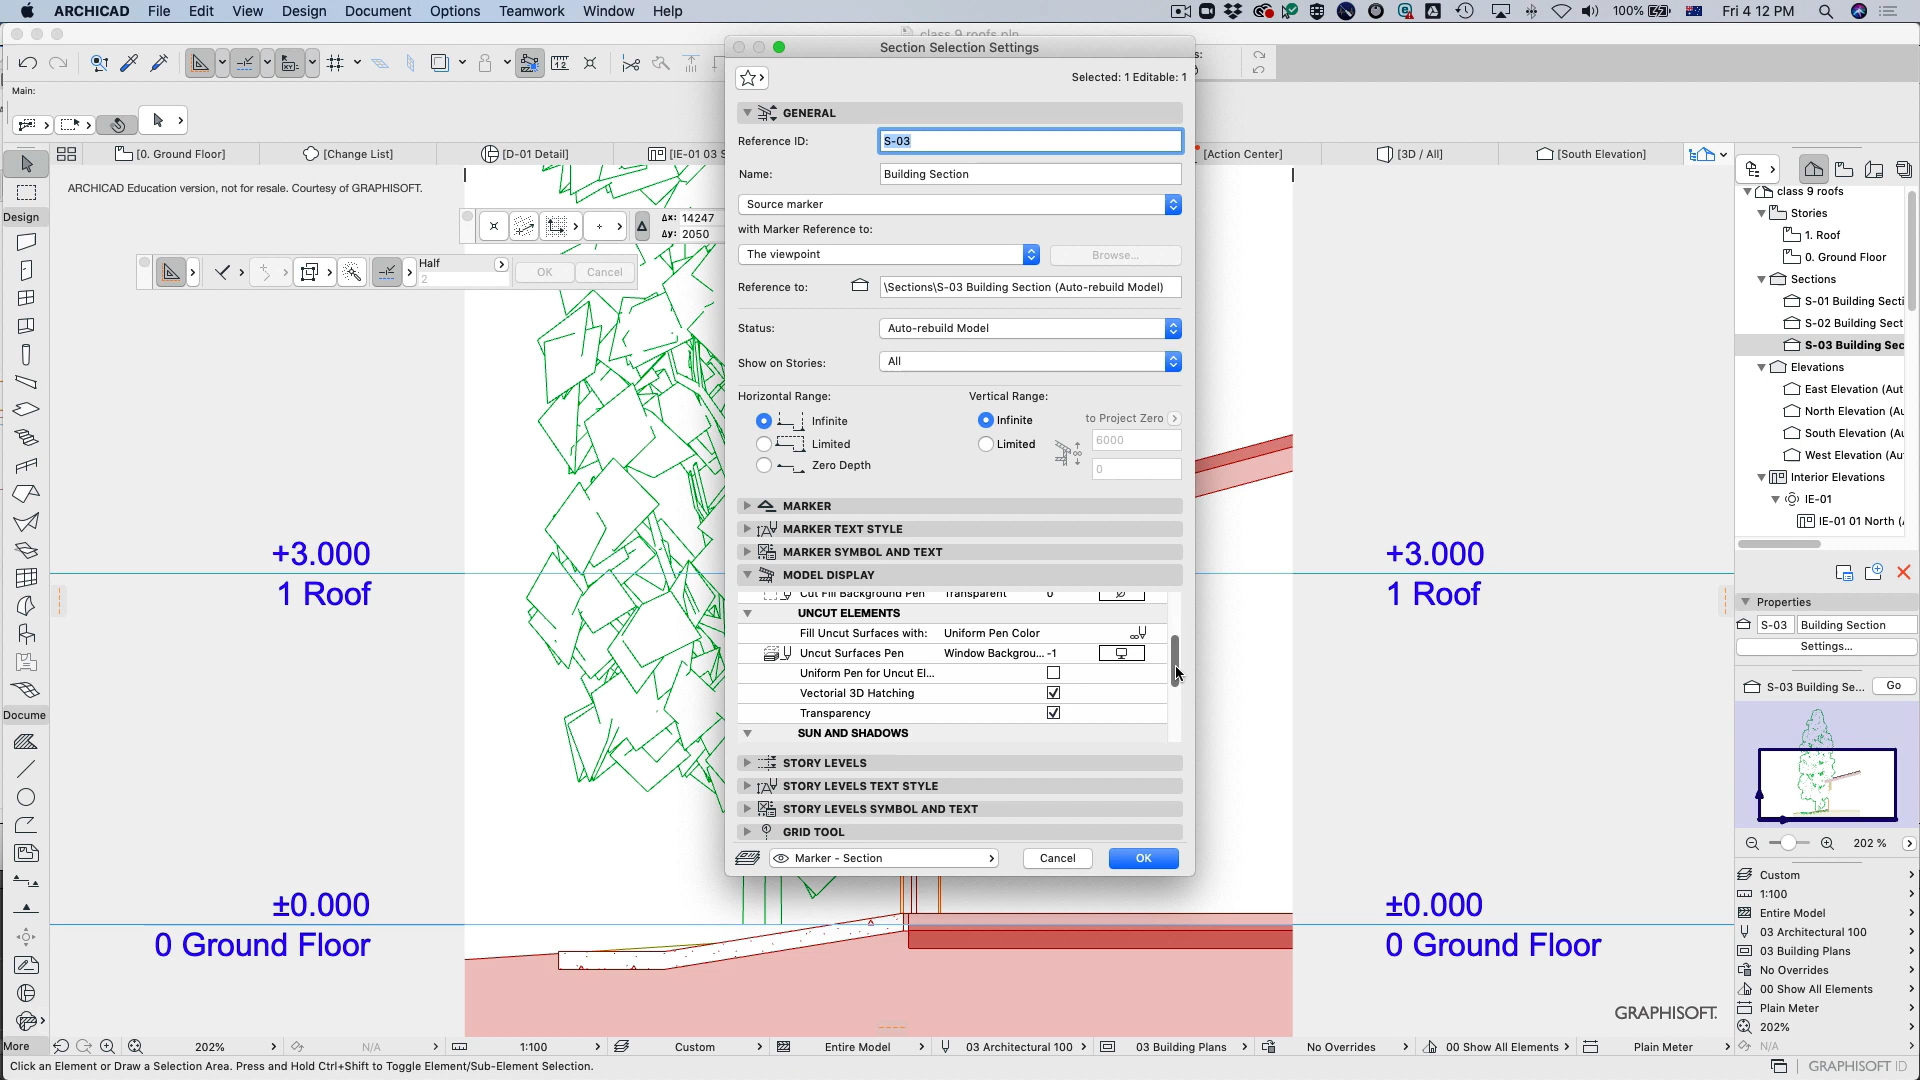 ARCHICAD File Edit View Design Document Options Teamwork Window Help
100% Fri 4 12 PM
class 9 roofs.pln
Section Selection Settings
Selected: 1 Editable: 1
Main:
[0. Ground Floor]
[Change List]
[D-01 Detail]
[IE-01 03 S
[Action Center]
[3D / All]
[South Elevation]
ARCHICAD Education version, not for resale. Courtesy of GRAPHISOFT.
Design
Docume
More
Δx: 14247
Δy: 2050
Half
2
OK
Cancel
GENERAL
Reference ID: S-03
Name: Building Section
Source marker
with Marker Reference to:
The viewpoint
Browse...
Reference to: \Sections\S-03 Building Section (Auto-rebuild Model)
Status: Auto-rebuild Model
Show on Stories: All
Horizontal Range:
Infinite
Limited
Zero Depth
Vertical Range:
Infinite
Limited
to Project Zero
6000
0
MARKER
MARKER TEXT STYLE
MARKER SYMBOL AND TEXT
MODEL DISPLAY
Cut Fill Background Pen Transparent 0
UNCUT ELEMENTS
Fill Uncut Surfaces with: Uniform Pen Color
Uncut Surfaces Pen Window Backgrou... -1
Uniform Pen for Uncut El...
Vectorial 3D Hatching
Transparency
SUN AND SHADOWS
STORY LEVELS
STORY LEVELS TEXT STYLE
STORY LEVELS SYMBOL AND TEXT
GRID TOOL
Marker - Section
Cancel
OK
+3.000
1 Roof
±0.000
0 Ground Floor
+3.000
1 Roof
±0.000
0 Ground Floor
GRAPHISOFT.
class 9 roofs
Stories
1. Roof
0. Ground Floor
Sections
S-01 Building Secti
S-02 Building Sect
S-03 Building Sec
Elevations
East Elevation (Aut
North Elevation (Au
South Elevation (A
West Elevation (Au
Interior Elevations
IE-01
IE-01 01 North (
Properties
S-03 Building Section
Settings...
S-03 Building Se... Go
202 %
Custom
1:100
Entire Model
03 Architectural 100
03 Building Plans
No Overrides
00 Show All Elements
Plain Meter
202%
N/A
202% N/A 1:100 Custom Entire Model 03 Architectural 100 03 Building Plans No Overrides 00 Show All Elements Plain Meter
Click an Element or Draw a Selection Area. Press and Hold Ctrl+Shift to Toggle Element/Sub-Element Selection.
GRAPHISOFT ID